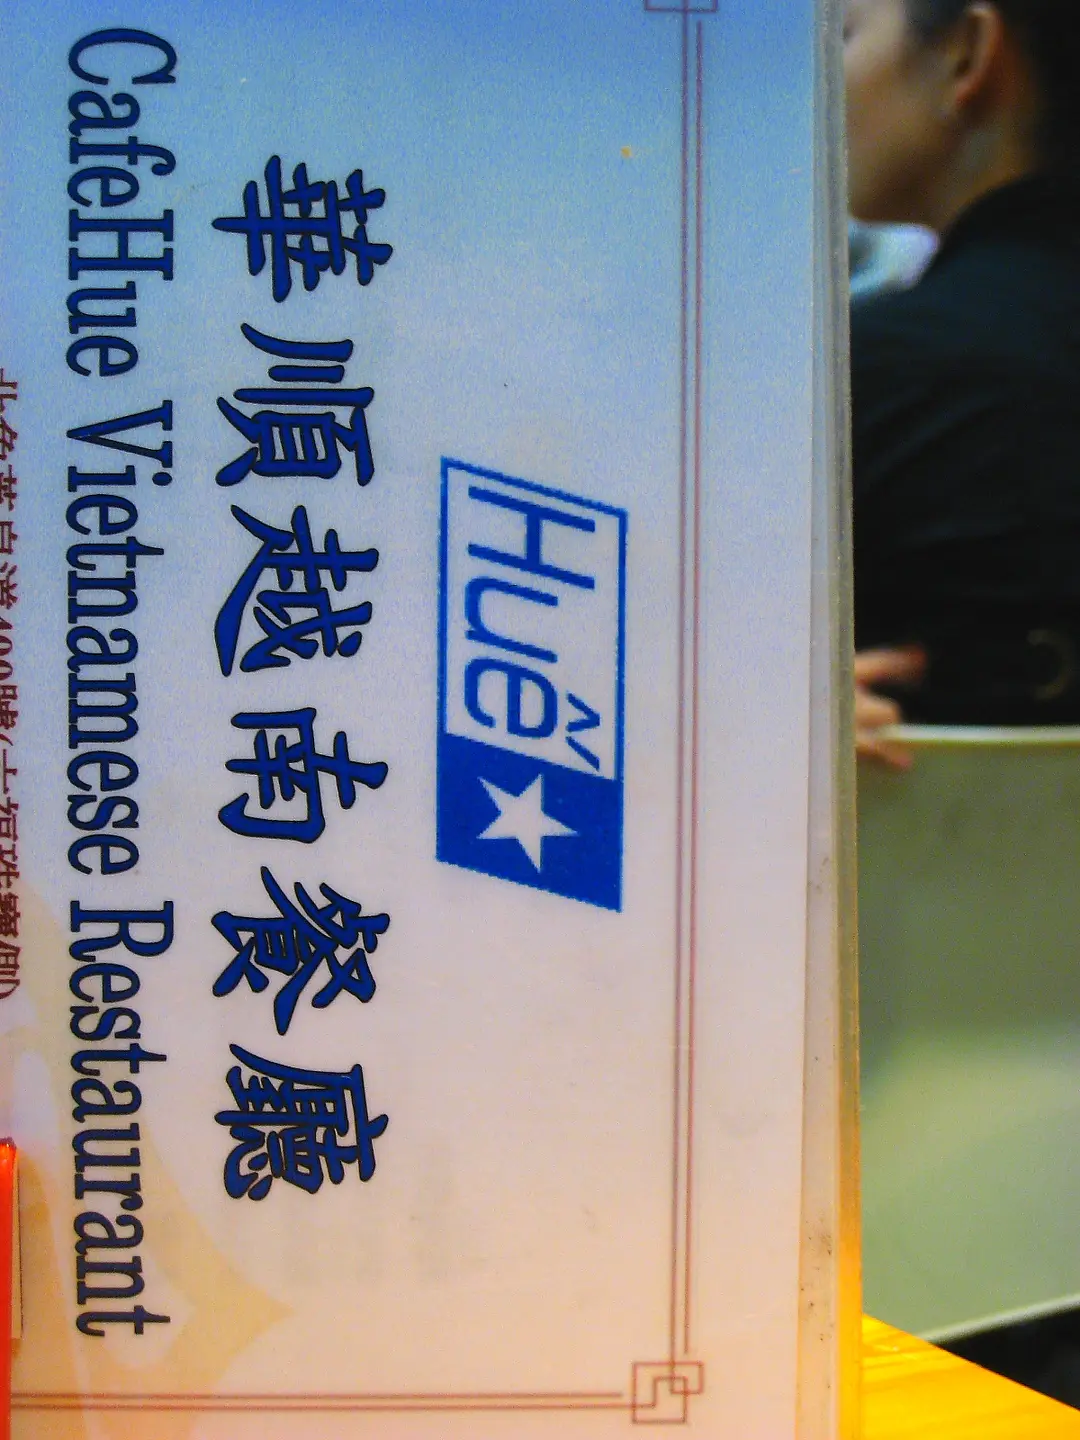 Huế
華順越南餐廳
CafeHue Vietnamese Restaurant